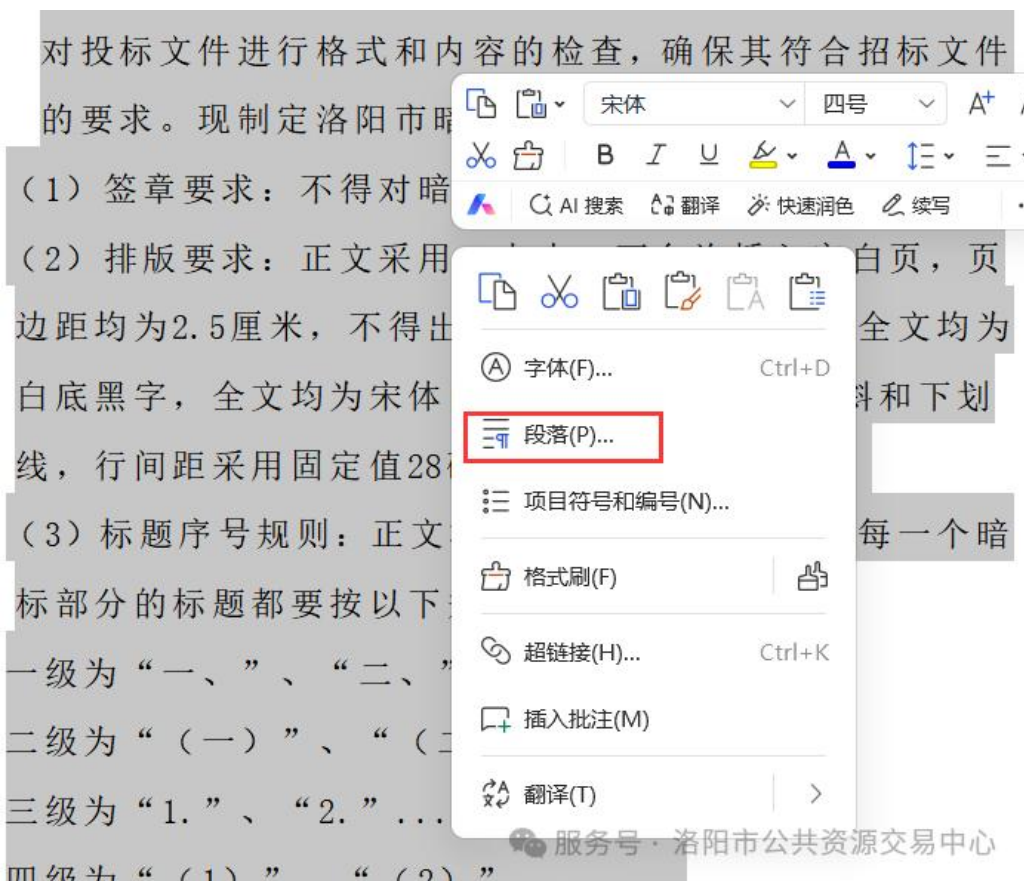 对投标文件进行格式和内容的检查，确保其符合招标文件
的要求。现制定洛阳市暗
宋体 四号 A+
（1）签章要求：不得对暗
B I U A
AI 搜索 翻译 快速润色 续写
（2）排版要求：正文采用
白页，页
边距均为2.5厘米，不得出
全文均为
字体(F)... Ctrl+D
白底黑字，全文均为宋体
斜和下划
段落(P)...
线，行间距采用固定值28
项目符号和编号(N)...
（3）标题序号规则：正文
每一个暗
格式刷(F)
标部分的标题都要按以下
超链接(H)... Ctrl+K
一级为“一、”、“二、”
插入批注(M)
二级为“（一）”、“（二
翻译(T)
三级为“1.”、“2.”...
服务号 · 洛阳市公共资源交易中心
四级为“（1）”、“（2）”